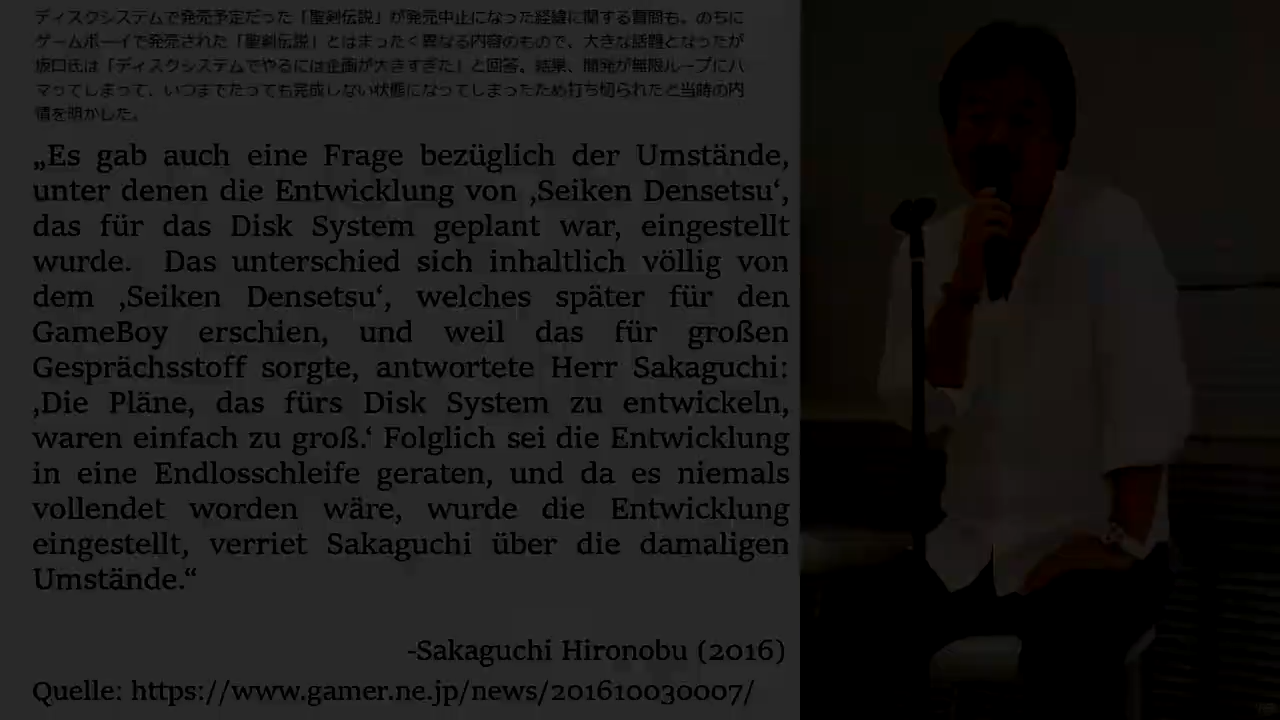 ディスクシステムで発売予定だった「聖剣伝説」が発売中止になった経緯に関する質問も。のちに
ゲームボーイで発売された「聖剣伝説」とはまったく異なる内容のもので、大きな話題となったが
坂口氏は「ディスクシステムでやるには企画が大きすぎた」と回答。結果、開発が無限ループにハ
マってしまって、いつまでたっても完成しない状態になってしまったため打ち切られたと当時の内
情を明かした。
„Es gab auch eine Frage bezüglich der Umstände,
unter denen die Entwicklung von ‚Seiken Densetsu‘,
das für das Disk System geplant war, eingestellt
wurde. Das unterschied sich inhaltlich völlig von
dem ‚Seiken Densetsu‘, welches später für den
GameBoy erschien, und weil das für großen
Gesprächsstoff sorgte, antwortete Herr Sakaguchi:
‚Die Pläne, das fürs Disk System zu entwickeln,
waren einfach zu groß.‘ Folglich sei die Entwicklung
in eine Endlosschleife geraten, und da es niemals
vollendet worden wäre, wurde die Entwicklung
eingestellt, verriet Sakaguchi über die damaligen
Umstände.“
-Sakaguchi Hironobu (2016)
Quelle: https://www.gamer.ne.jp/news/201610030007/